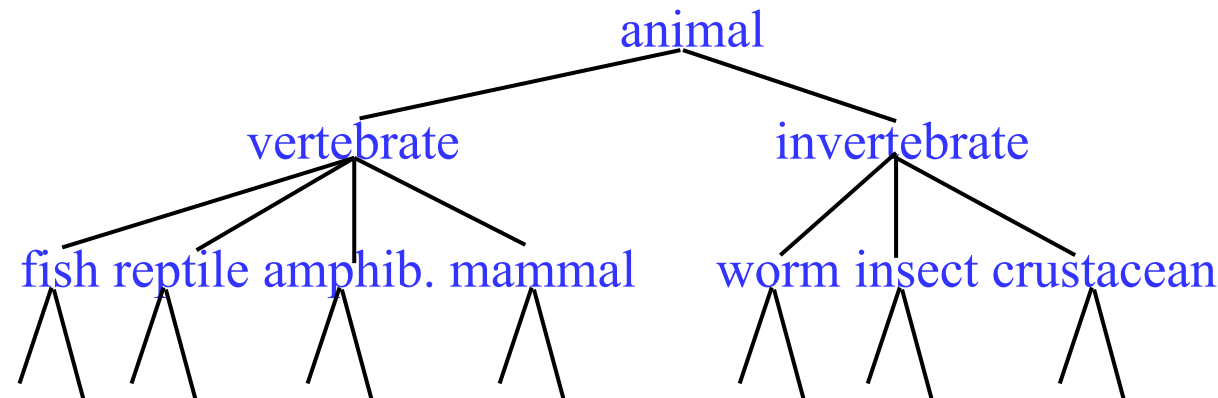 animal
vertebrate invertebrate
fish reptile amphib. mammal worm insect crustacean